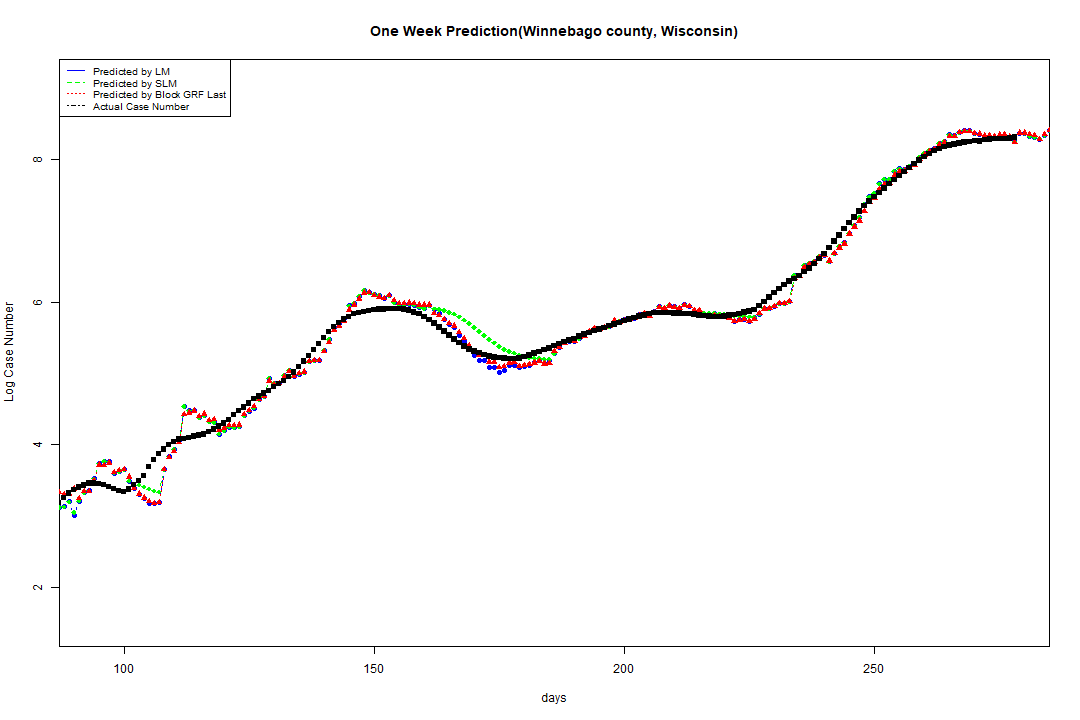 One Week Prediction(Winnebago county, Wisconsin)
Predicted by LM
Predicted by SLM
Predicted by Block GRF Last
Actual Case Number
8
6
4
2
Log Case Number
100 150 200 250
days